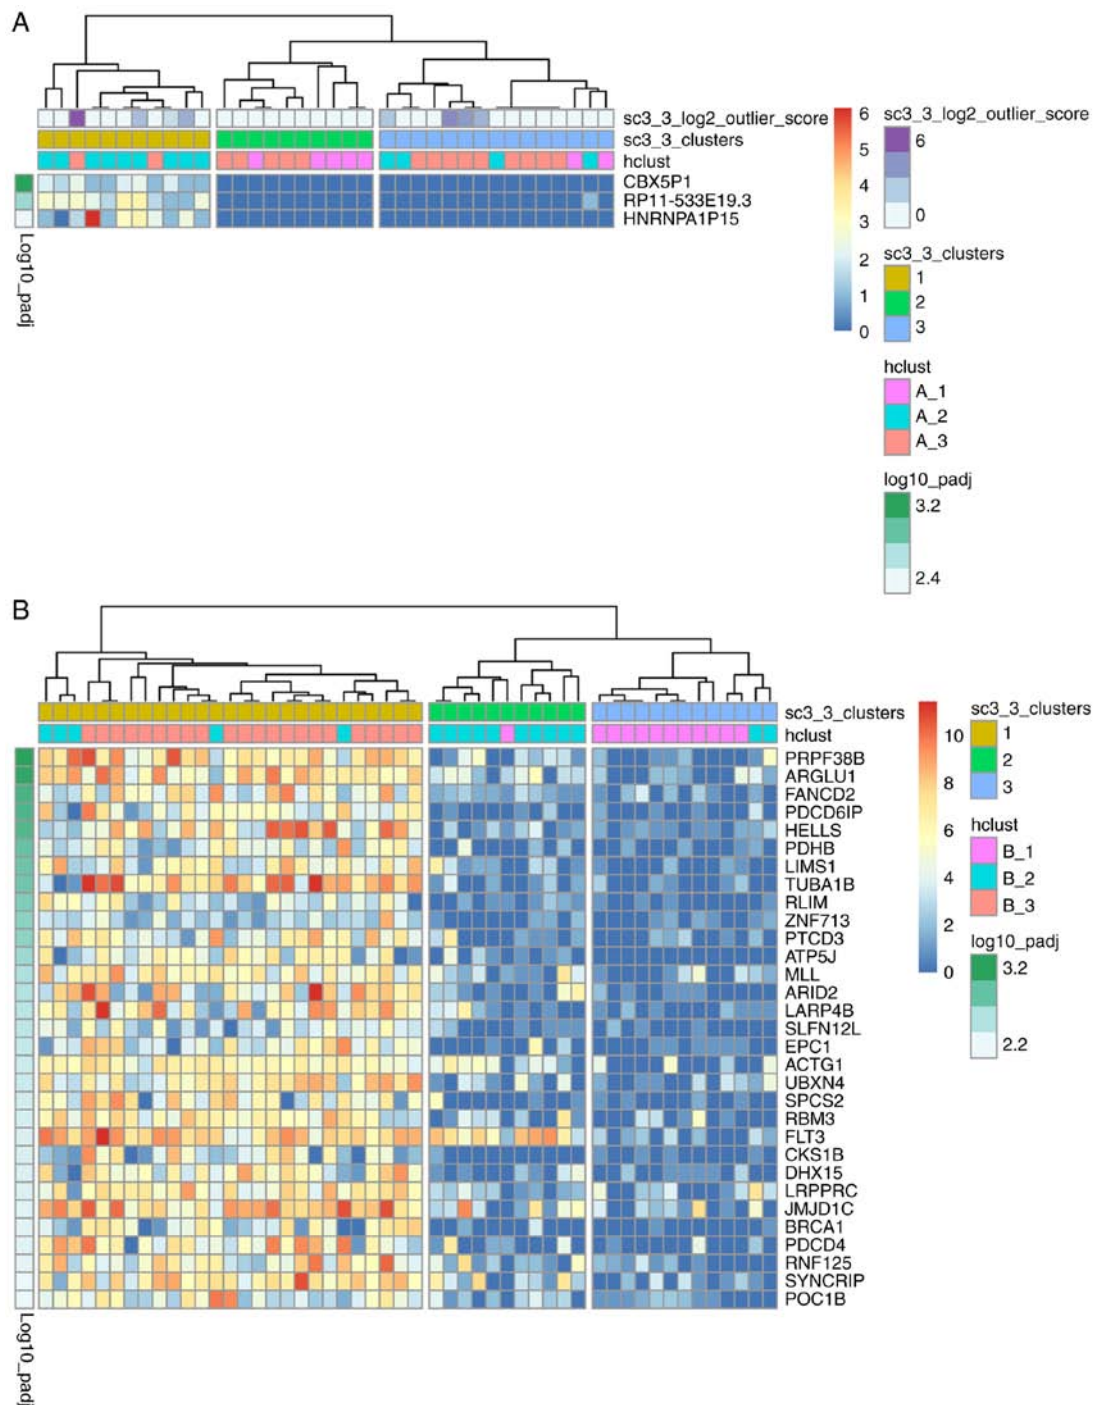 A
sc3_3_log2_outlier_score
sc3_3_clusters
hclust
CBX5P1
RP11-533E19.3
HNRNPA1P15
Log10_padj
6
5
4
3
2
1
0
sc3_3_log2_outlier_score
6
0
sc3_3_clusters
1
2
3
hclust
A_1
A_2
A_3
log10_padj
3.2
2.4
B
sc3_3_clusters
hclust
PRPF38B
ARGLU1
FANCD2
PDCD6IP
HELLS
PDHB
LIMS1
TUBA1B
RLIM
ZNF713
PTCD3
ATP5J
MLL
ARID2
LARP4B
SLFN12L
EPC1
ACTG1
UBXN4
SPCS2
RBM3
FLT3
CKS1B
DHX15
LRPPRC
JMJD1C
BRCA1
PDCD4
RNF125
SYNCRIP
POC1B
Log10_padj
10
8
6
4
2
0
sc3_3_clusters
1
2
3
hclust
B_1
B_2
B_3
log10_padj
3.2
2.2